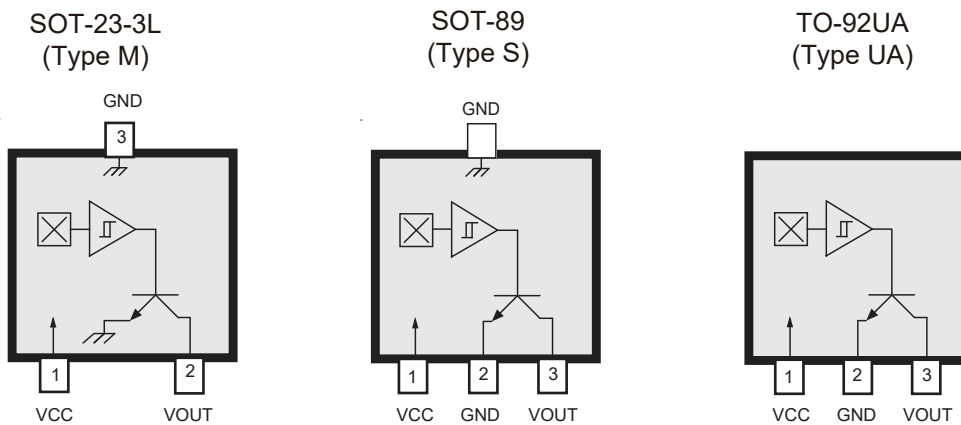 SOT-23-3L
(Type M)
GND
3
1
2
VCC
VOUT
SOT-89
(Type S)
GND
1
2
3
VCC
GND
VOUT
TO-92UA
(Type UA)
1
2
3
VCC
GND
VOUT